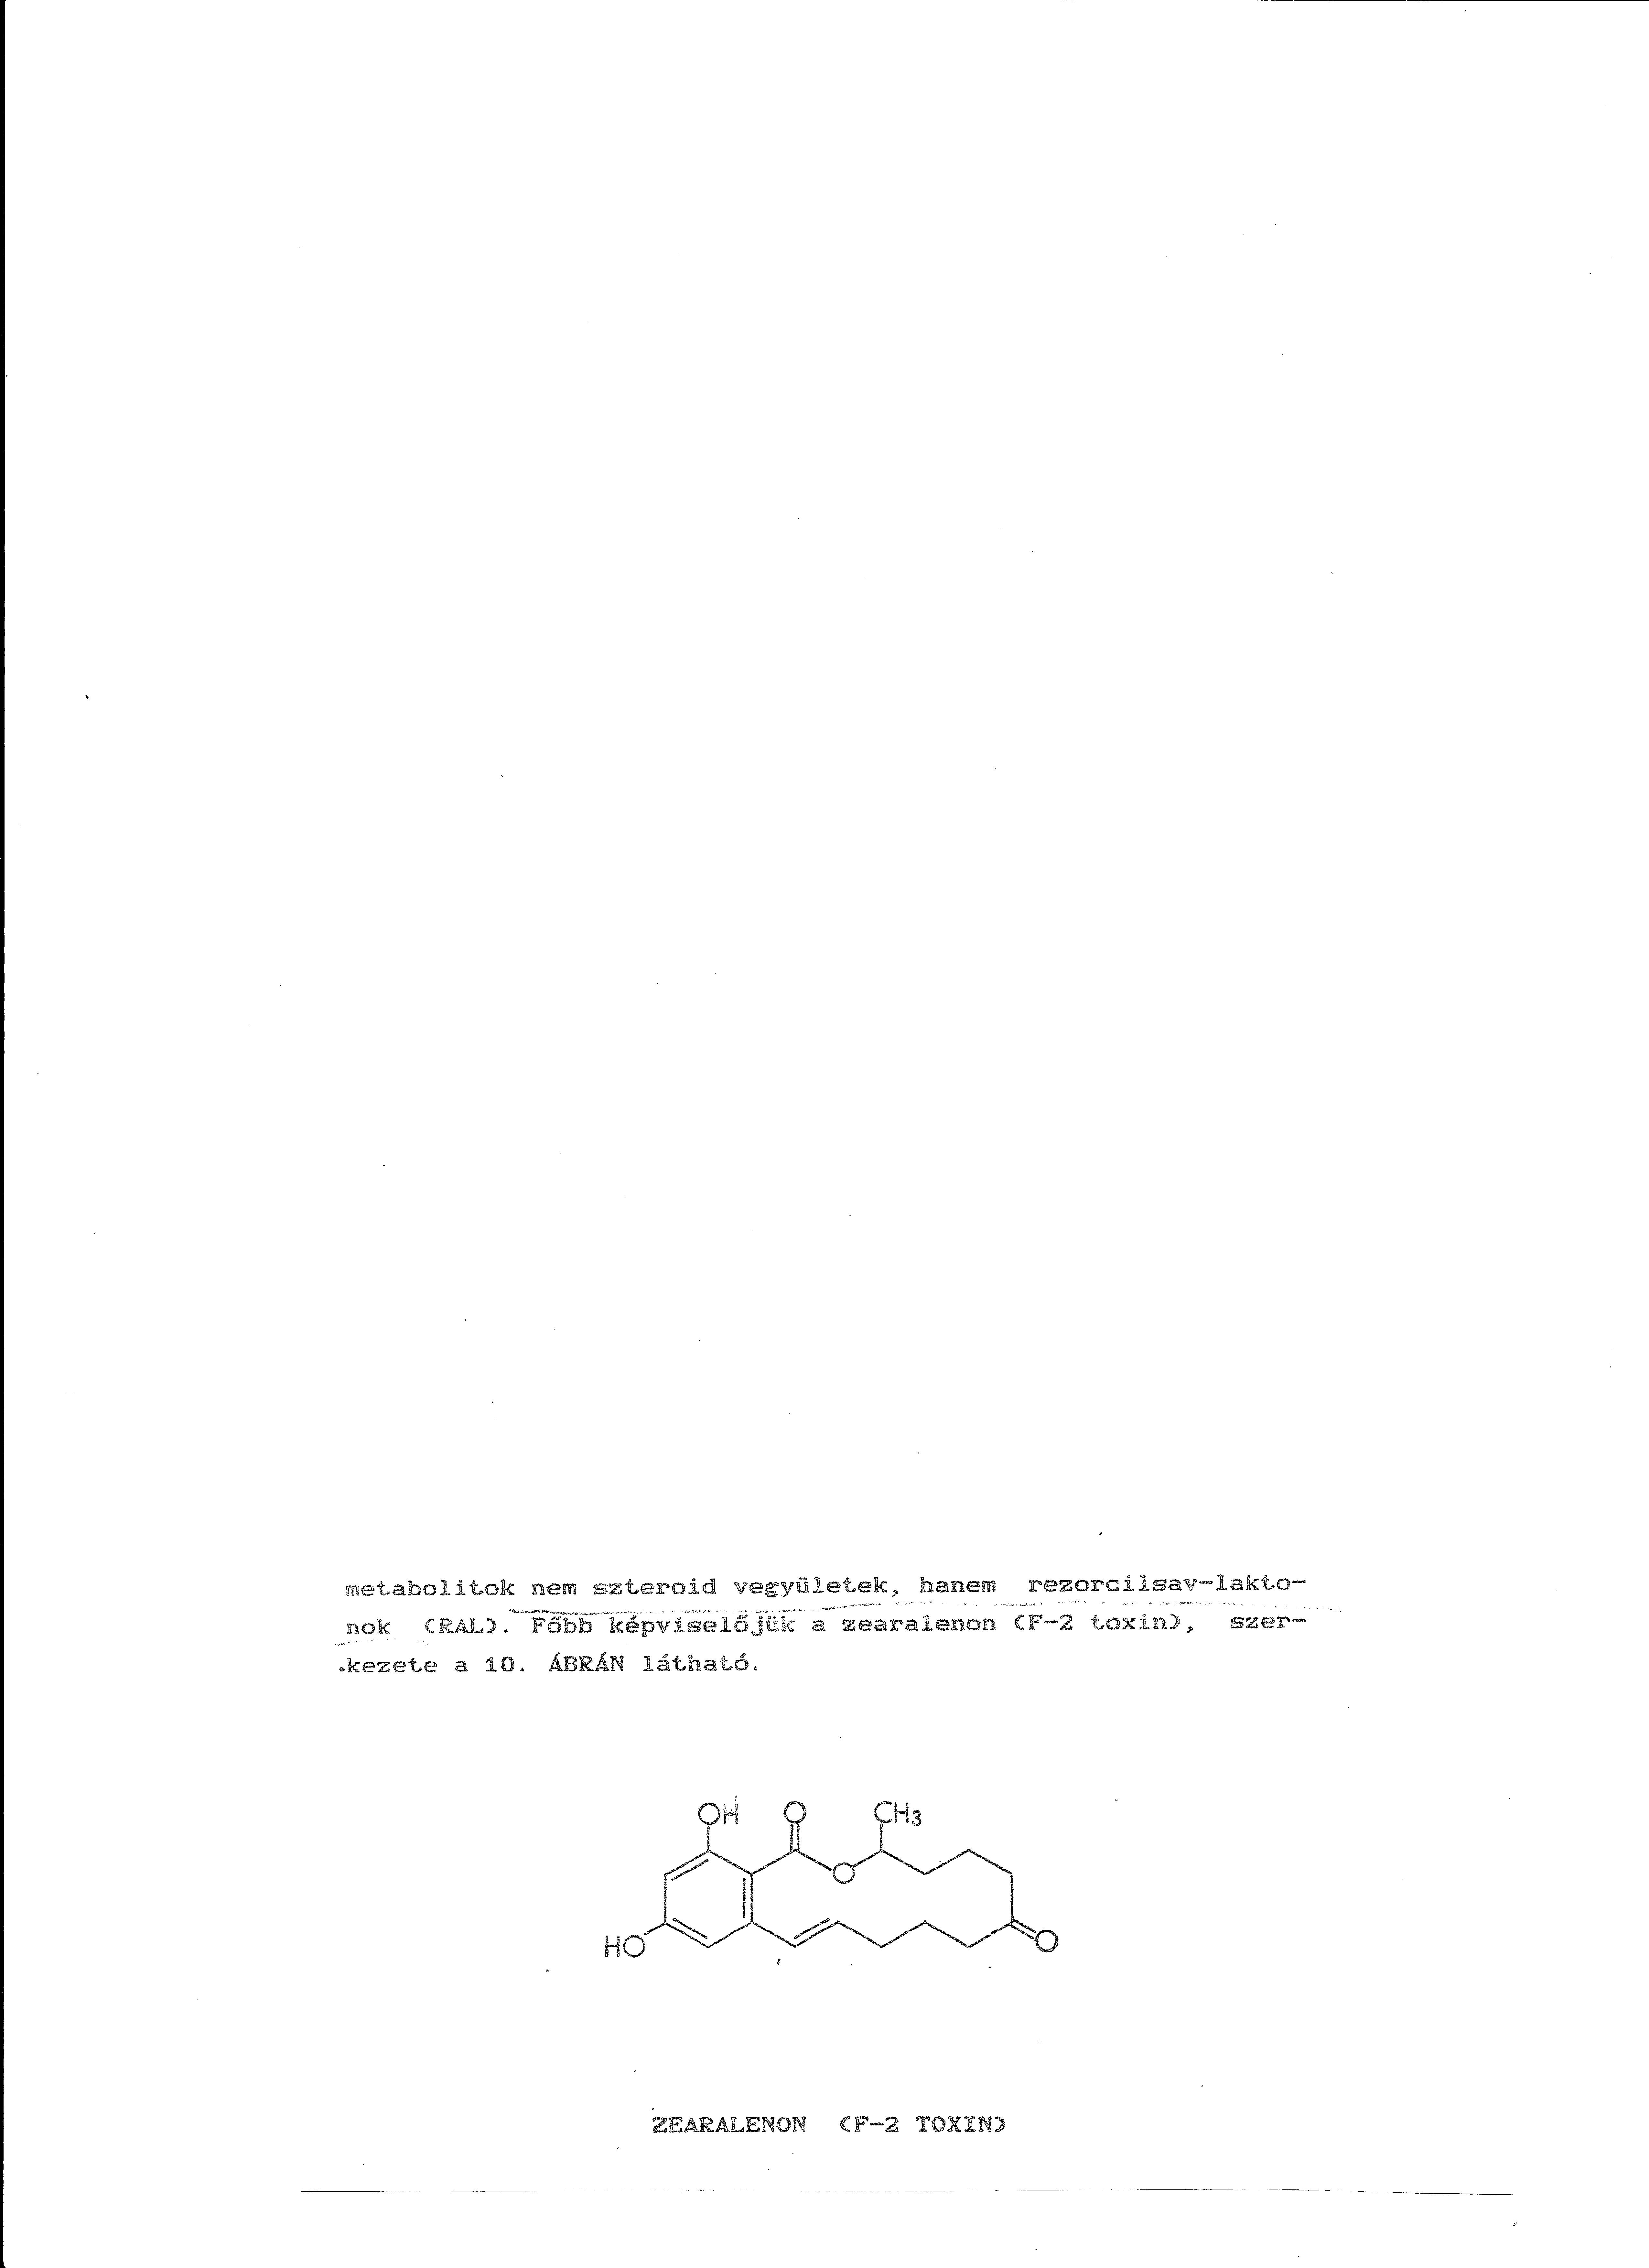 metabolitok nem szteroid vegyületek, hanem rezorcilsav-lakto-
nok (RAL). Főbb képviselőjük a zearalenon (F-2 toxin), szer-
kezete a 10. ÁBRÁN látható.
OH O CH3
O
HO O
ZEARALENON (F-2 TOXIN)